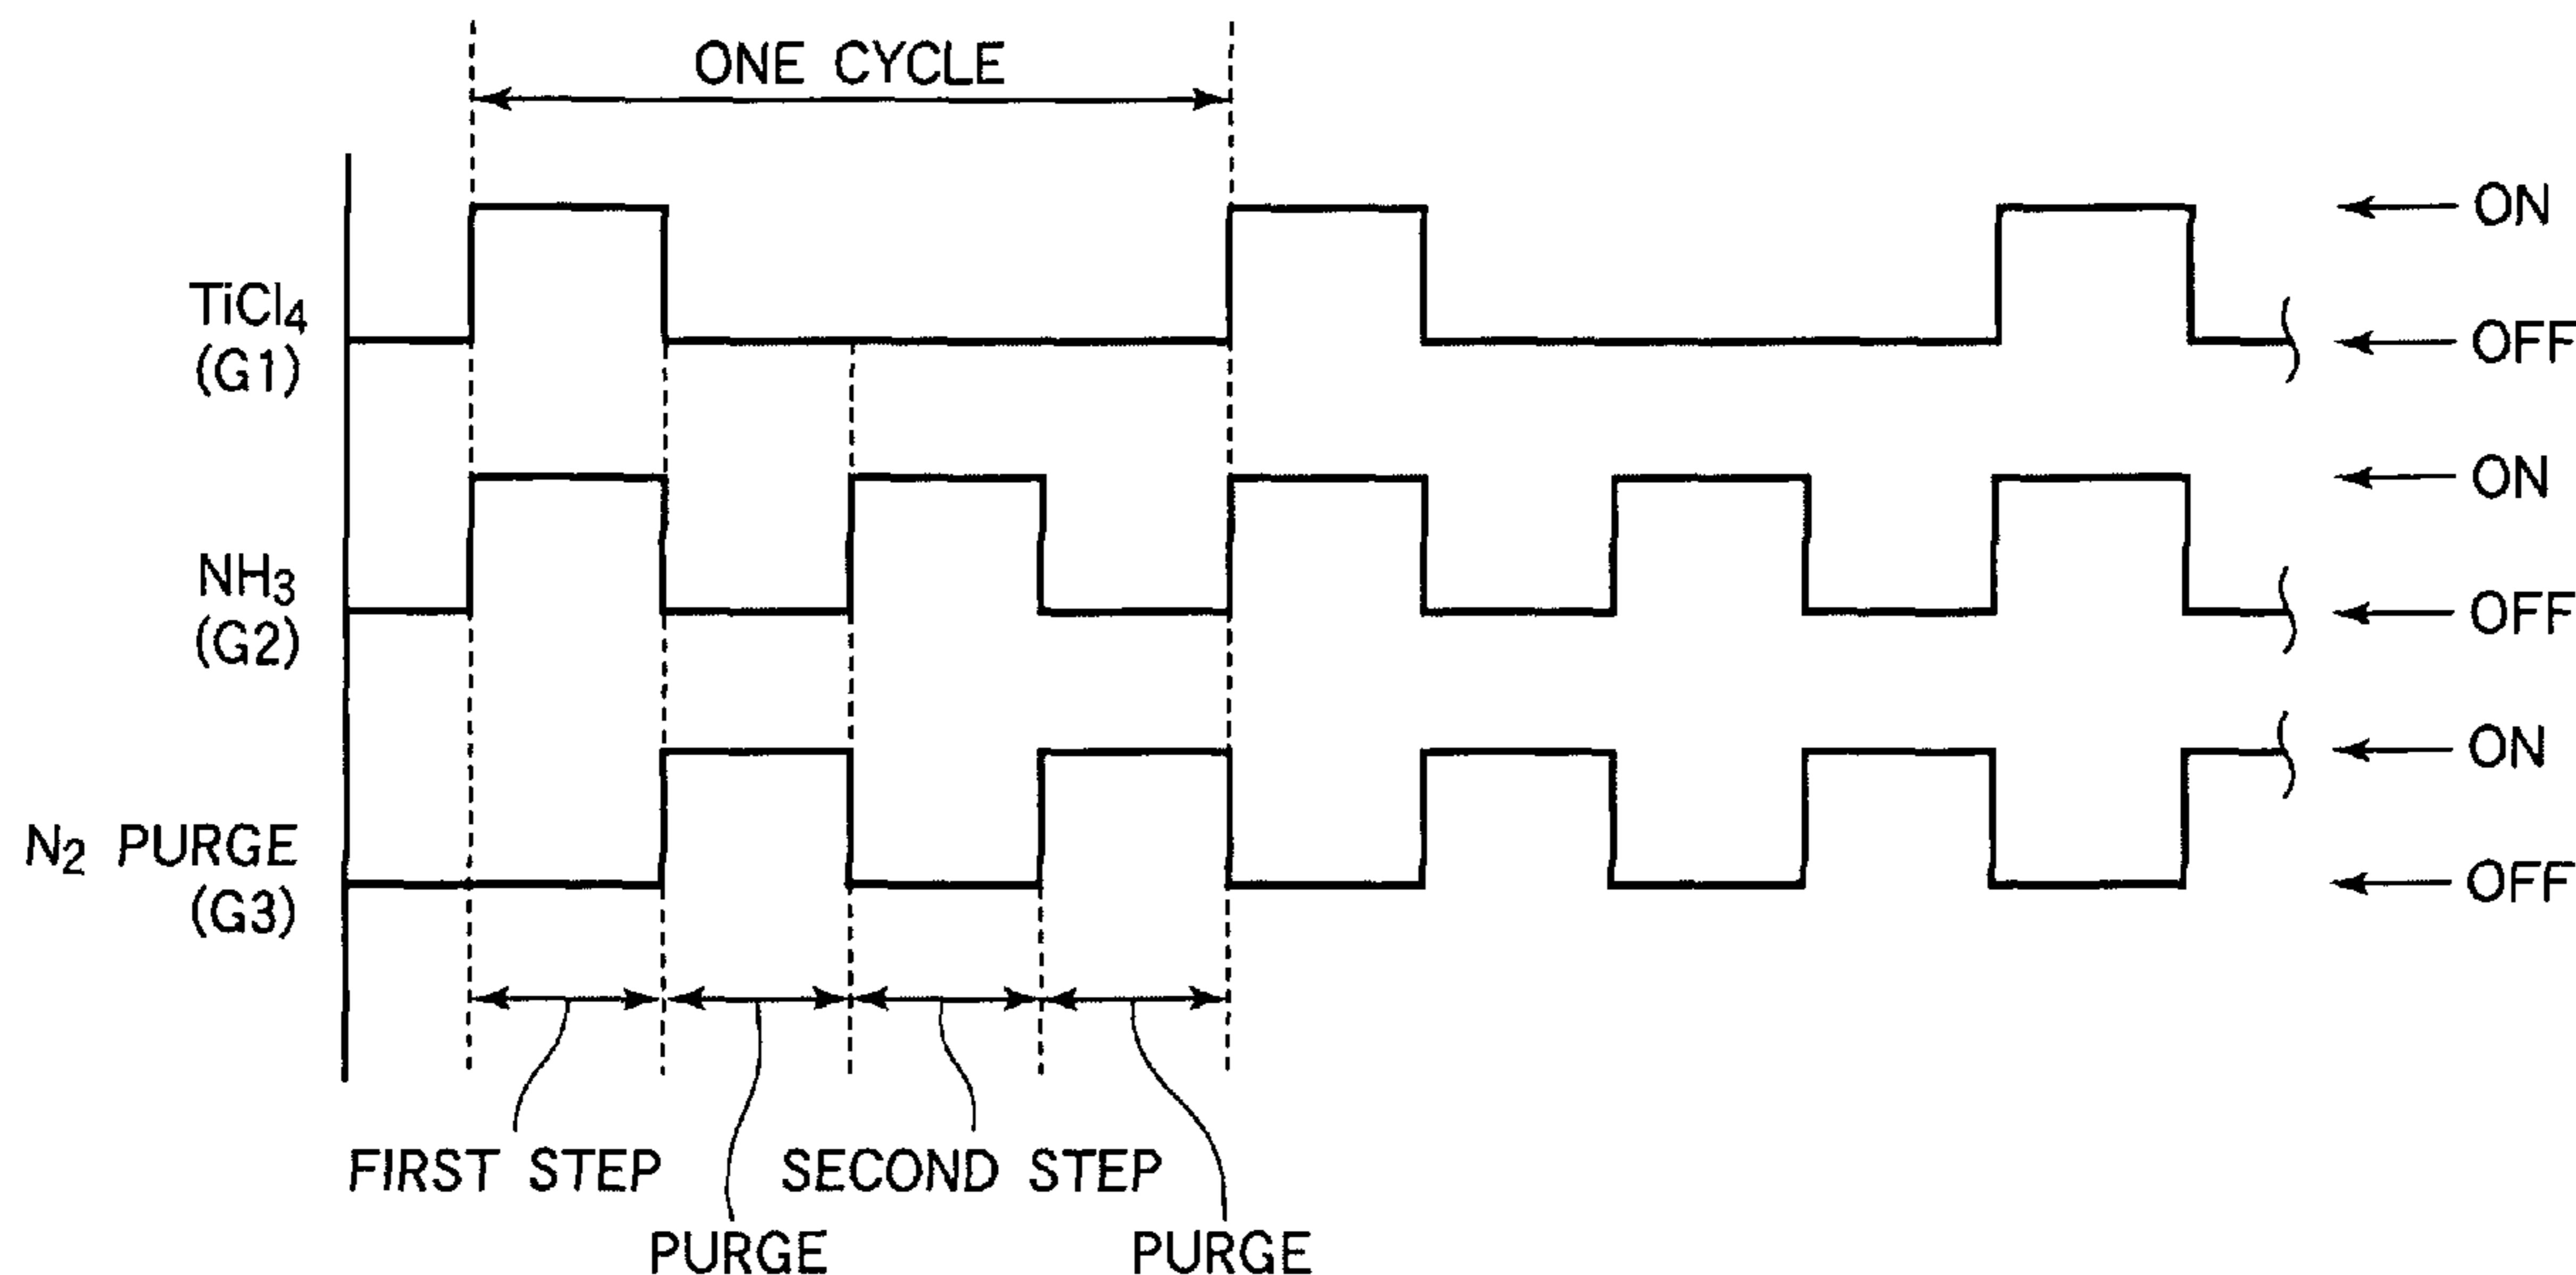 ONE CYCLE
TiCl4
(G1)
ON
OFF
NH3
(G2)
ON
OFF
N2 PURGE
(G3)
ON
OFF
FIRST STEP
SECOND STEP
PURGE
PURGE